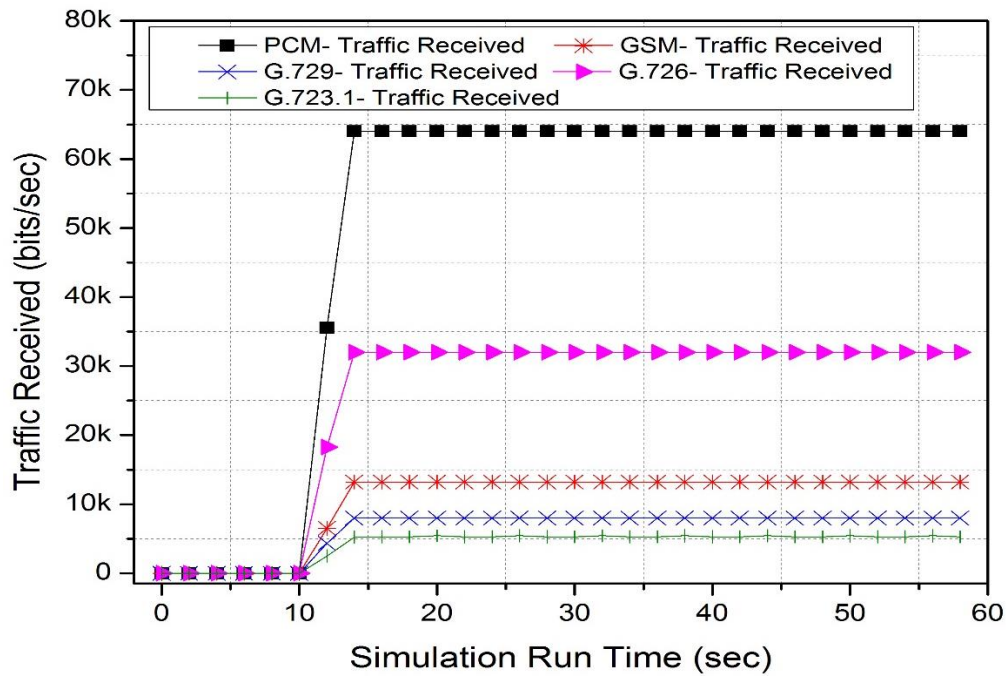 PCM- Traffic Received
GSM- Traffic Received
G.729- Traffic Received
G.726- Traffic Received
G.723.1- Traffic Received
80k
70k
60k
50k
40k
30k
20k
10k
0
Traffic Received (bits/sec)
0 10 20 30 40 50 60
Simulation Run Time (sec)